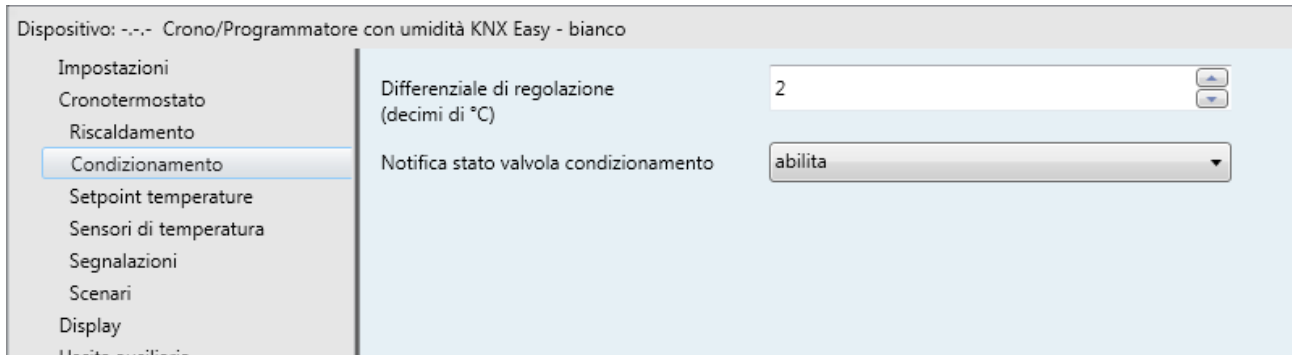 Dispositivo: -.-.- Crono/Programmatore con umidità KNX Easy - bianco
Impostazioni
Cronotermostato
Riscaldamento
Condizionamento
Setpoint temperature
Sensori di temperatura
Segnalazioni
Scenari
Display
Differenziale di regolazione
(decimi di °C)
2
Notifica stato valvola condizionamento
abilita